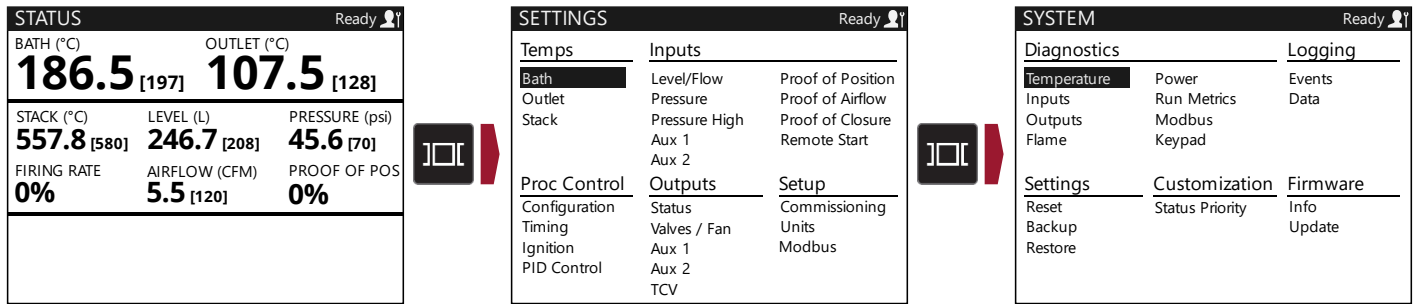 STATUS Ready
BATH (°C) OUTLET (°C)
186.5 [197] 107.5 [128]
STACK (°C) LEVEL (L) PRESSURE (psi)
557.8 [580] 246.7 [208] 45.6 [70]
FIRING RATE AIRFLOW (CFM) PROOF OF POS
0% 5.5 [120] 0%
SETTINGS Ready
Temps Inputs
Bath Level/Flow Proof of Position
Outlet Pressure Proof of Airflow
Stack Pressure High Proof of Closure
Aux 1 Remote Start
Aux 2
Proc Control Outputs Setup
Configuration Status Commissioning
Timing Valves / Fan Units
Ignition Aux 1 Modbus
PID Control Aux 2
TCV
SYSTEM Ready
Diagnostics Logging
Temperature Power Events
Inputs Run Metrics Data
Outputs Modbus
Flame Keypad
Settings Customization Firmware
Reset Status Priority Info
Backup Update
Restore